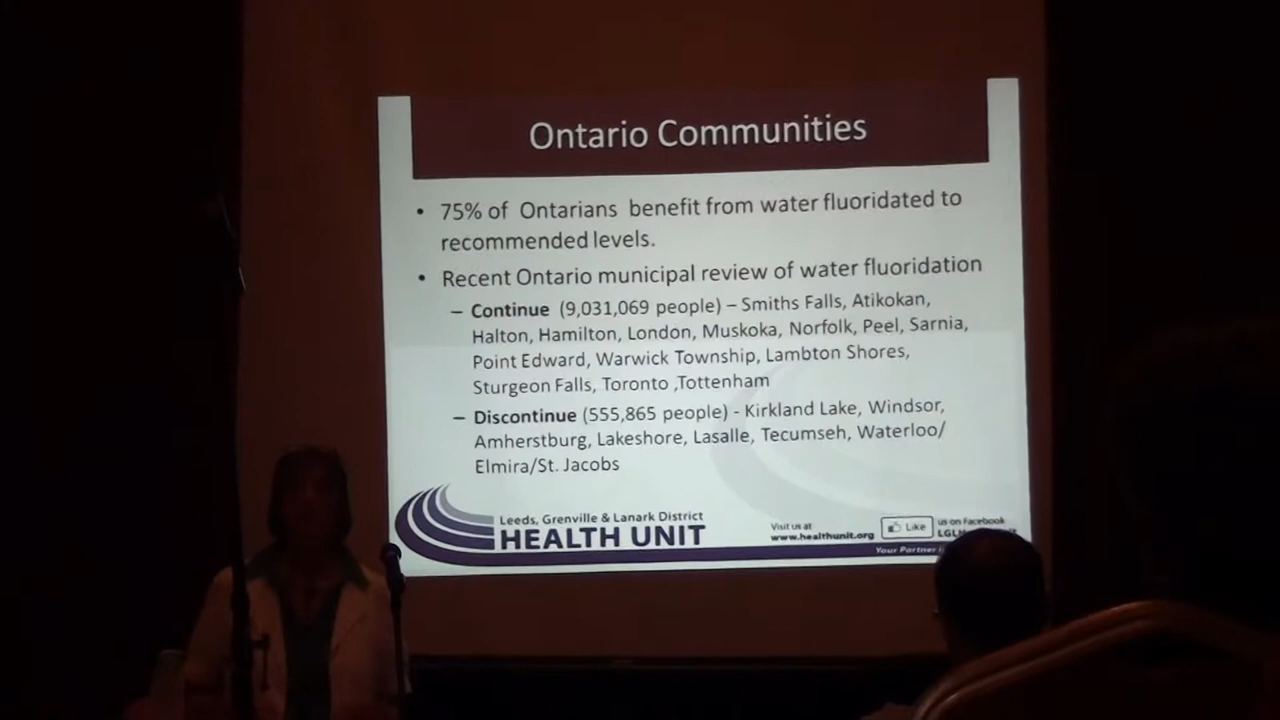 Ontario Communities
• 75% of Ontarians benefit from water fluoridated to
recommended levels.
• Recent Ontario municipal review of water fluoridation
– Continue (9,031,069 people) – Smiths Falls, Atikokan,
Halton, Hamilton, London, Muskoka, Norfolk, Peel, Sarnia,
Point Edward, Warwick Township, Lambton Shores,
Sturgeon Falls, Toronto ,Tottenham
– Discontinue (555,865 people) - Kirkland Lake, Windsor,
Amherstburg, Lakeshore, Lasalle, Tecumseh, Waterloo/
Elmira/St. Jacobs
Leeds, Grenville & Lanark District
HEALTH UNIT
Visit us at
www.healthunit.org
Like
us on Facebook
Your Partner